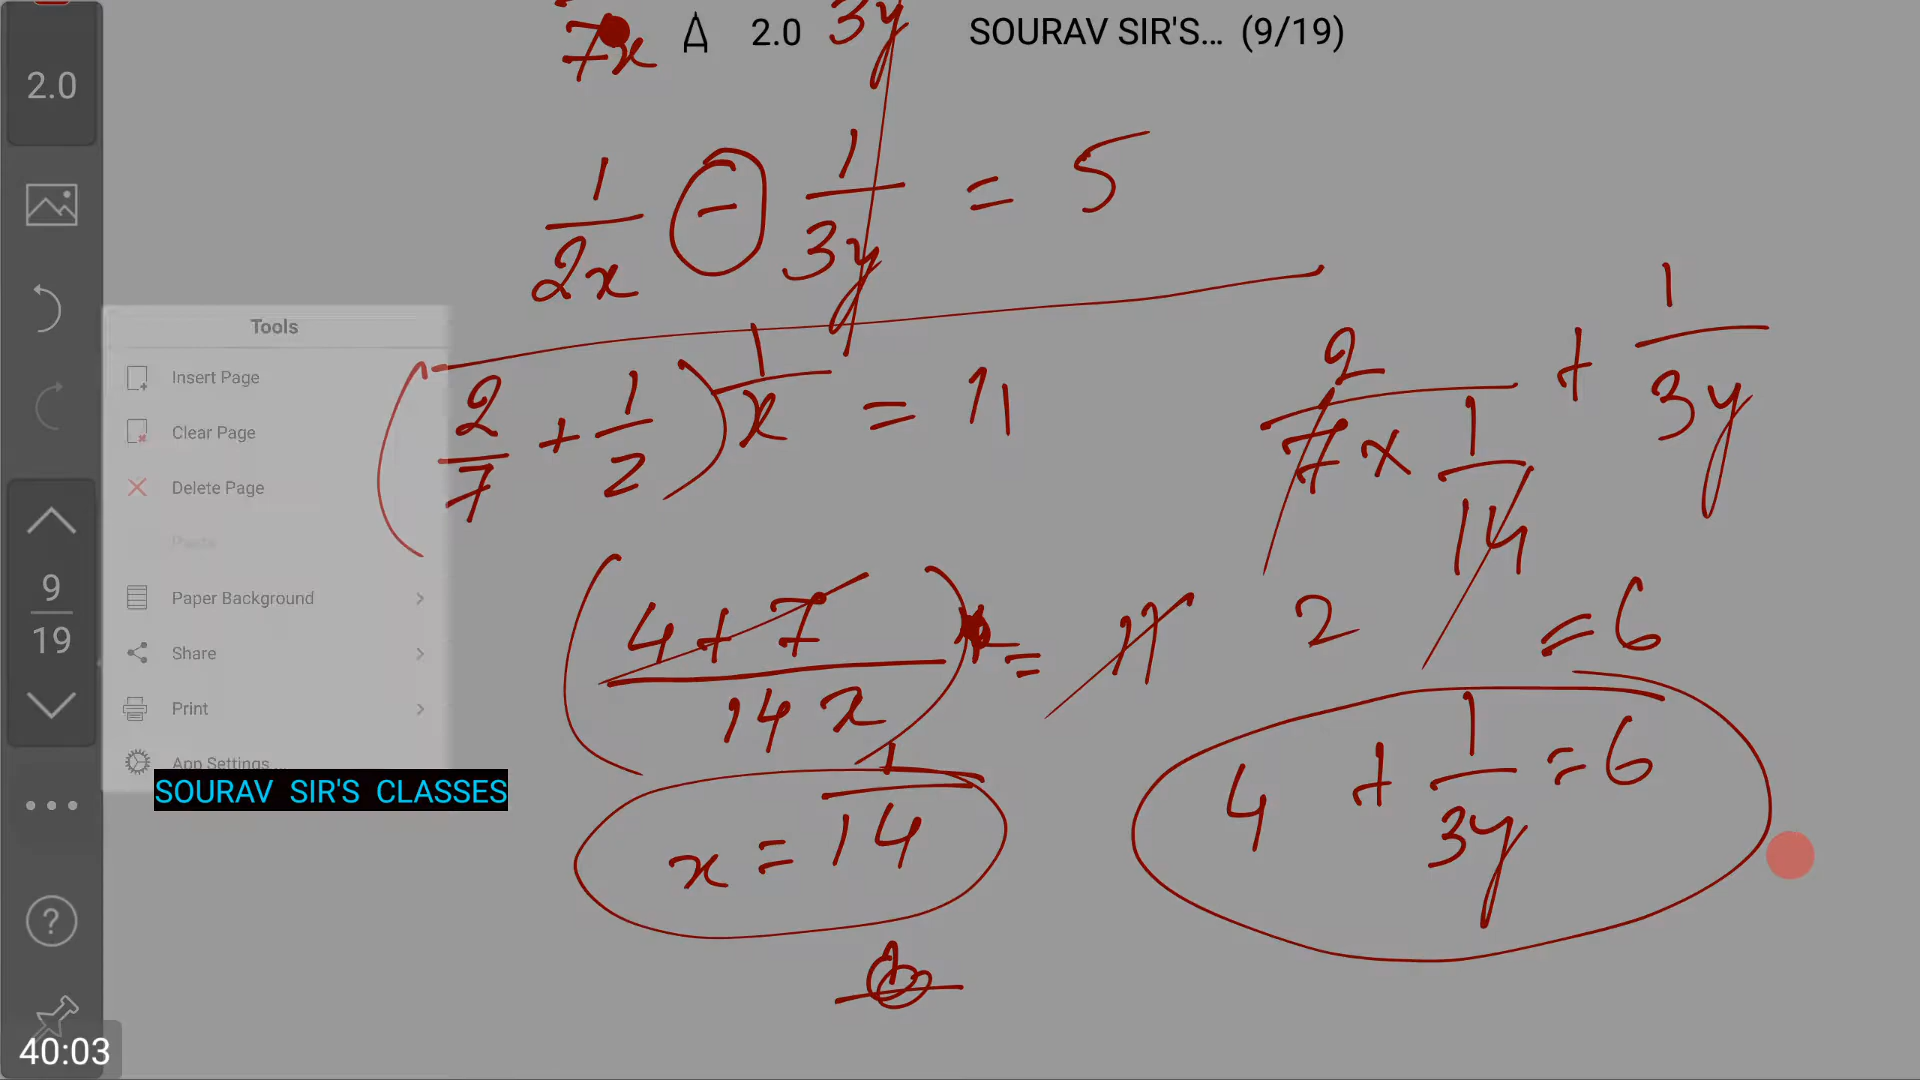 2.0
7x A 2.0 3y SOURAV SIR'S... (9/19)
1/2x - 1/3y = 5
(2/7 + 1/2) 1/x = 11
2/7 × 1/14 + 1/3y
2 = 6
(4+7/14x) = 11
x = 1/14
4 + 1/3y = 6
Tools
Insert Page
Clear Page
Delete Page
Paste
Paper Background
Share
Print
App Settings...
SOURAV SIR'S CLASSES
9
19
?
40:03